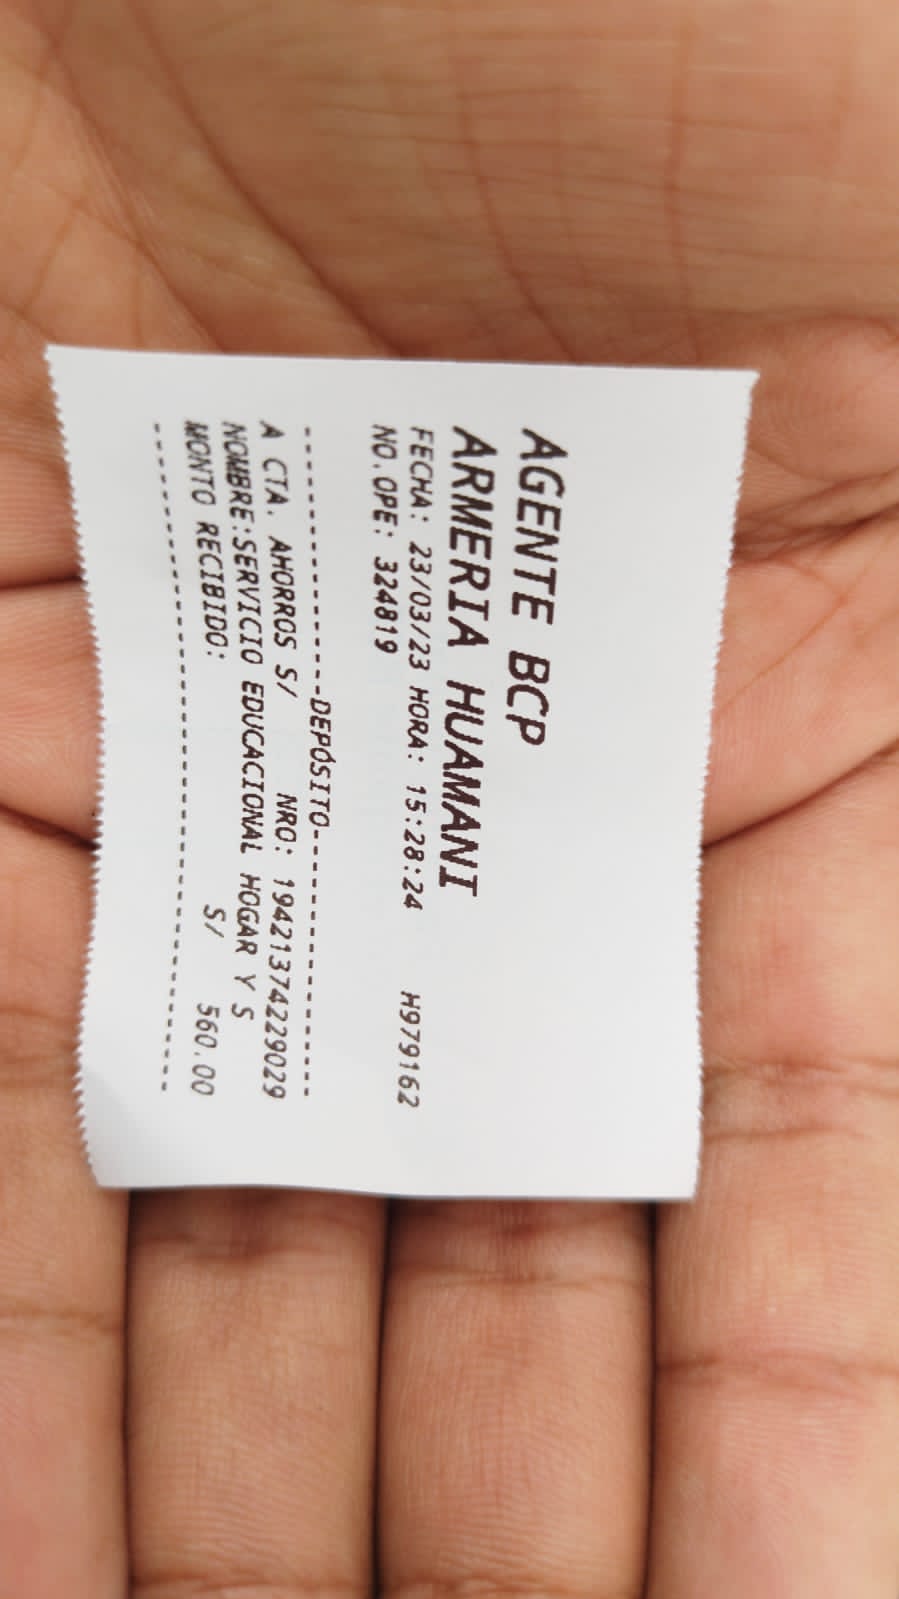 AGENTE BCP
ARMERIA HUAMANI
FECHA: 23/03/23 HORA: 15:28:24 H979162
NO.OPE: 324819
--------------------DEPÓSITO--------------------
A CTA. AHORROS S/ NRO: 19421374229029
NOMBRE:SERVICIO EDUCACIONAL HOGAR Y S
MONTO RECIBIDO: S/ 560.00